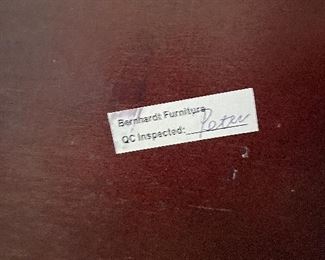 Bernhardt Furniture
QC Inspected: Peter